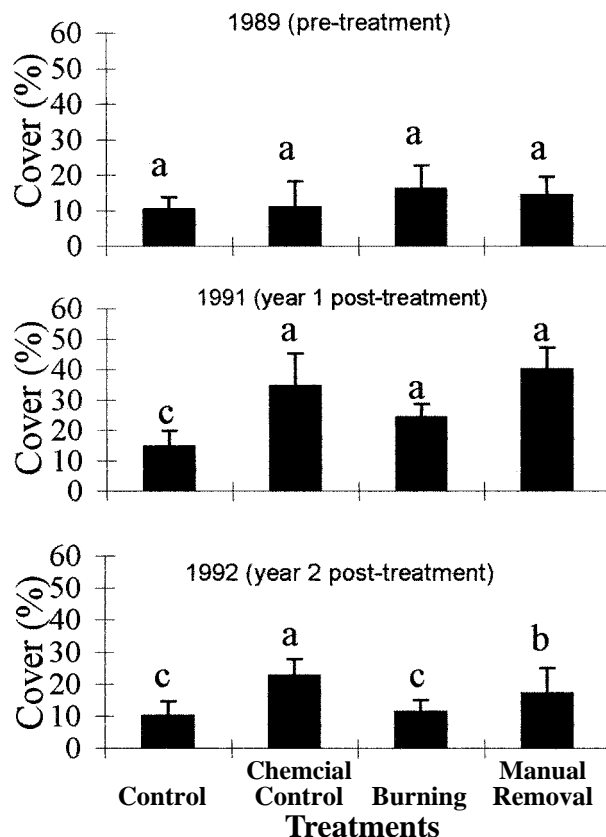 1989 (pre-treatment)
Cover (%)
60
50
40
30
20
10
0
a a a a
1991 (year 1 post-treatment)
Cover (%)
60
50
40
30
20
10
0
c a a a
1992 (year 2 post-treatment)
Cover (%)
60
50
40
30
20
10
0
c a c b
Control Chemcial Control Burning Manual Removal
Treatments